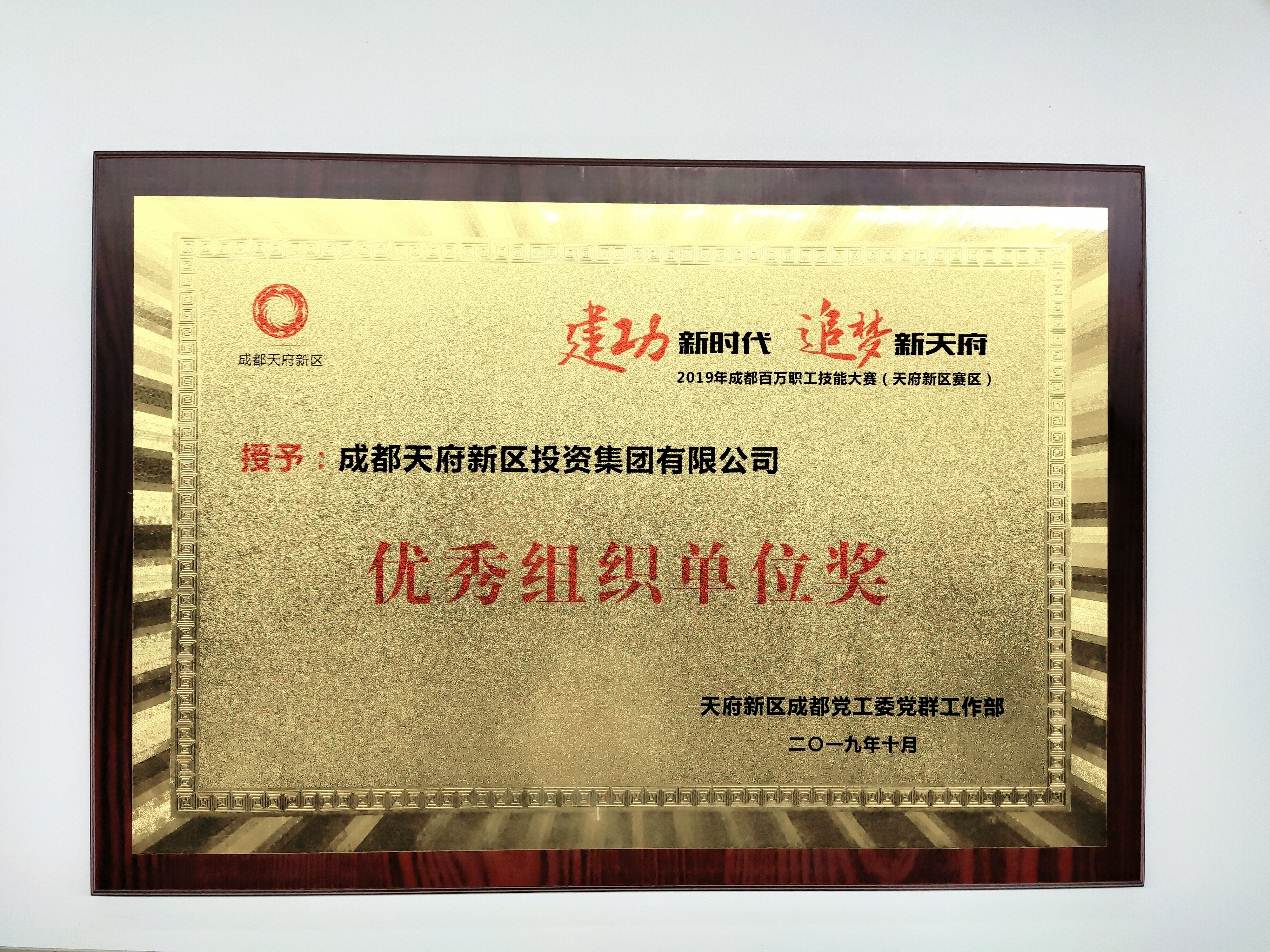 成都天府新区
建功新时代 追梦新天府
2019年成都百万职工技能大赛（天府新区赛区）
授予：成都天府新区投资集团有限公司
优秀组织单位奖
天府新区成都党工委党群工作部
二〇一九年十月